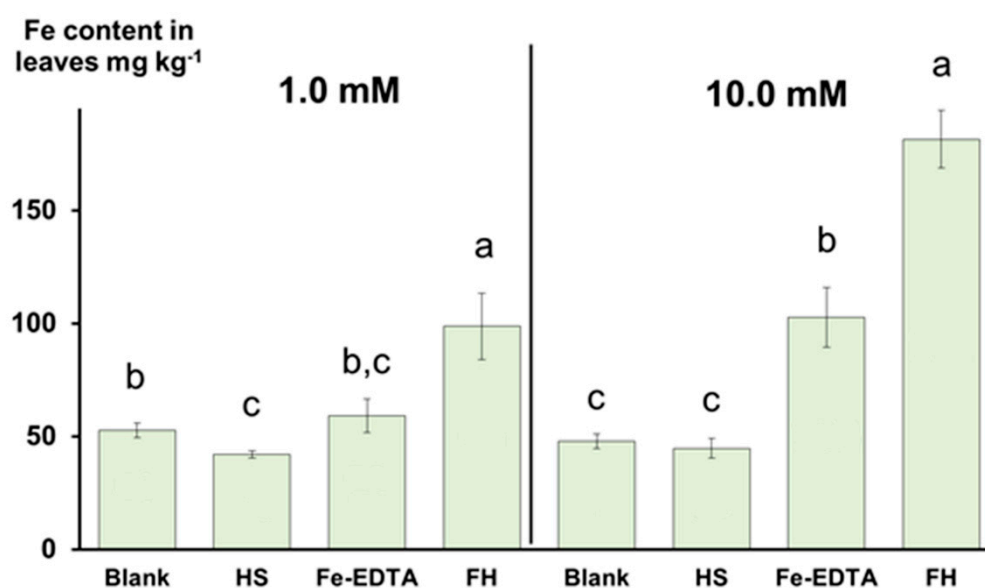 Fe content in
leaves mg kg-1
1.0 mM
10.0 mM
a
a
b
b,c
b
c
c
c
150
100
50
0
Blank HS Fe-EDTA FH Blank HS Fe-EDTA FH